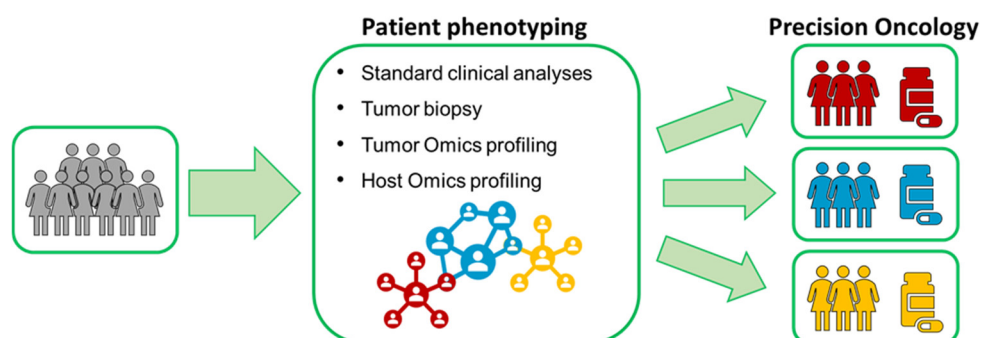 Patient phenotyping
Precision Oncology
• Standard clinical analyses
• Tumor biopsy
• Tumor Omics profiling
• Host Omics profiling